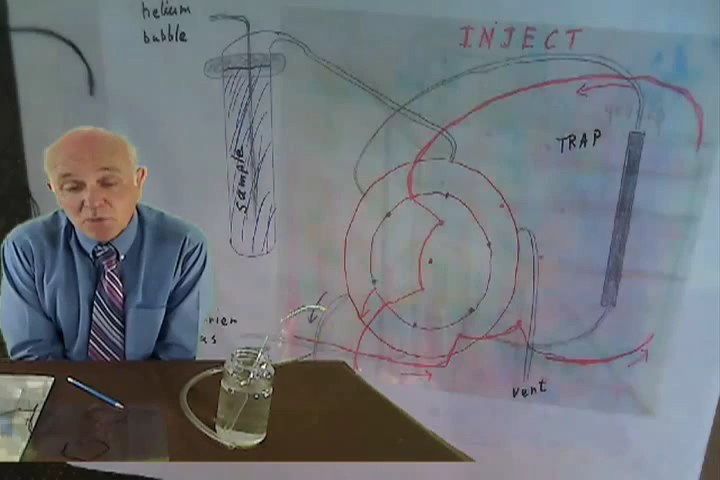 helium
bubble
INJECT
TRAP
sample
vent